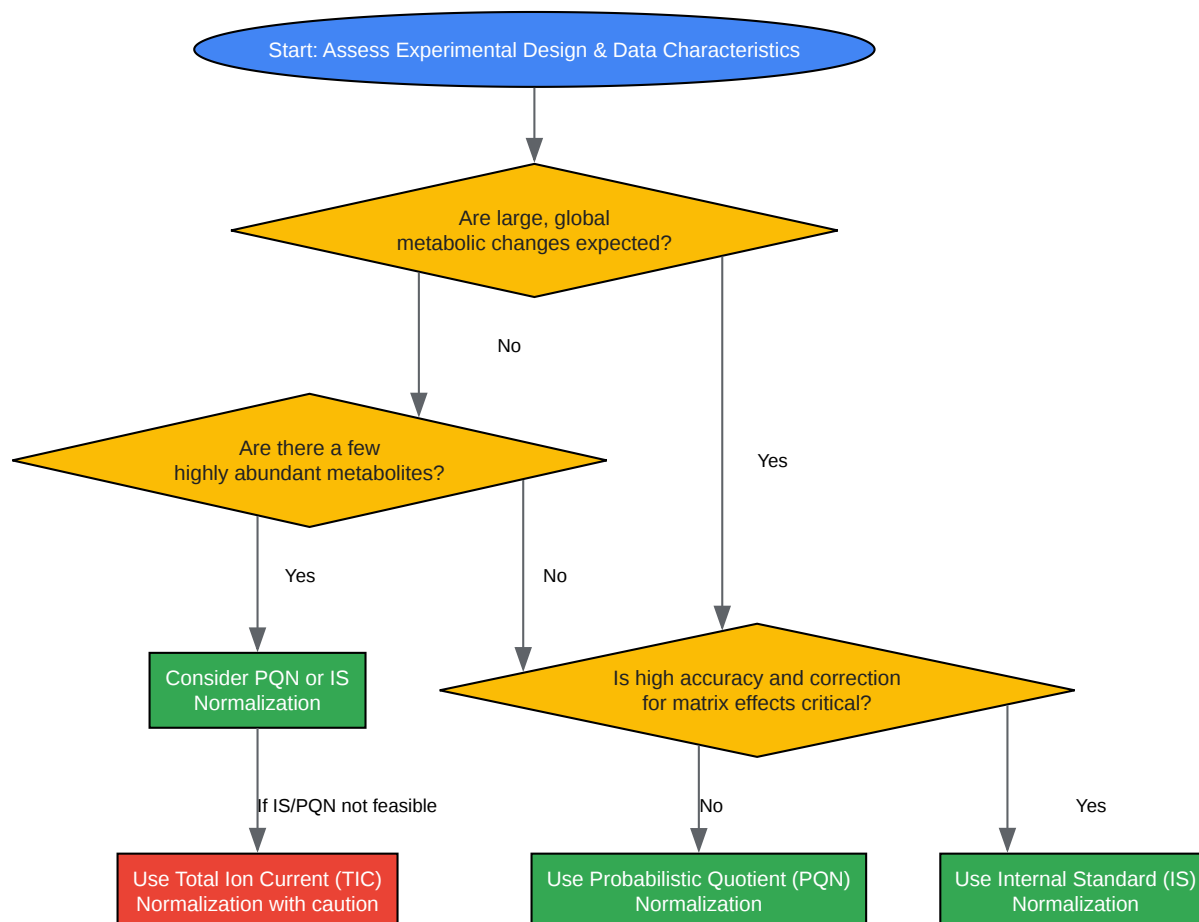 Start: Assess Experimental Design & Data Characteristics
Are large, global
metabolic changes expected?
No
Yes
Are there a few
highly abundant metabolites?
Yes
No
Consider PQN or IS
Normalization
Is high accuracy and correction
for matrix effects critical?
If IS/PQN not feasible
No
Yes
Use Total Ion Current (TIC)
Normalization with caution
Use Probabilistic Quotient (PQN)
Normalization
Use Internal Standard (IS)
Normalization